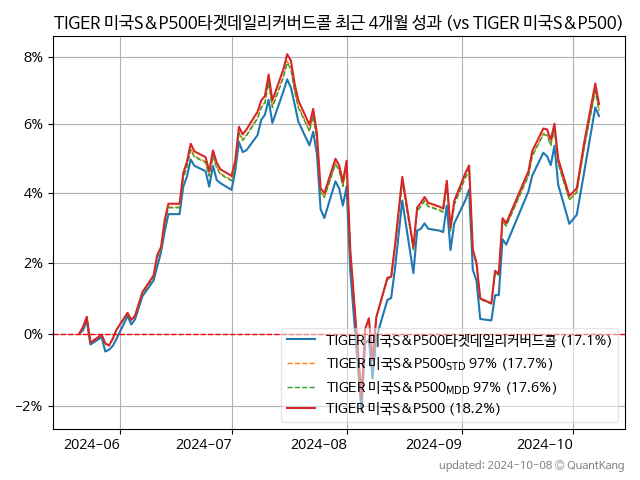 TIGER 미국S&P500타겟데일리커버드콜 최근 4개월 성과 (vs TIGER 미국S&P500)
8%
6%
4%
2%
0%
−2%
TIGER 미국S&P500타겟데일리커버드콜 (17.1%)
TIGER 미국S&P500STD 97% (17.7%)
TIGER 미국S&P500MDD 97% (17.6%)
TIGER 미국S&P500 (18.2%)
2024-06 2024-07 2024-08 2024-09 2024-10
updated: 2024-10-08 © QuantKang